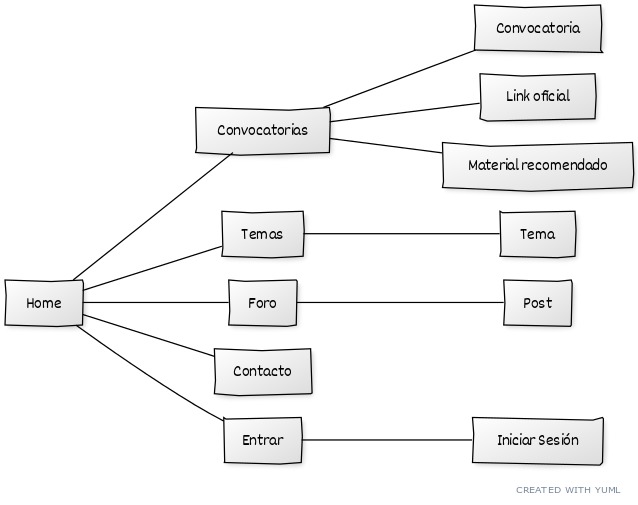 Convocatoria
Link oficial
Convocatorias
Material recomendado
Temas
Tema
Home
Foro
Post
Contacto
Entrar
Iniciar Sesión
CREATED WITH YUML